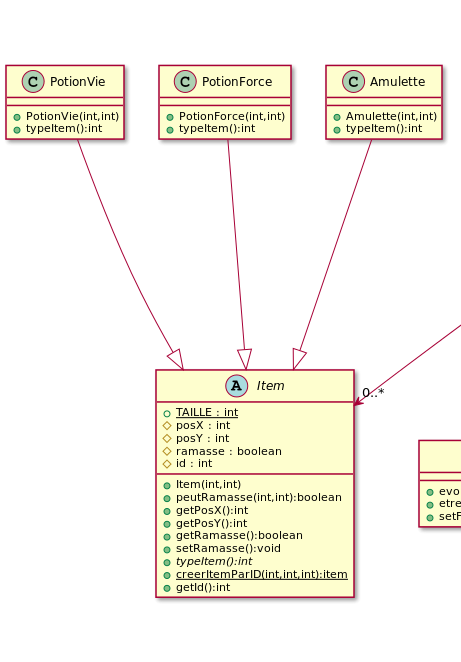 C PotionVie
PotionVie(int,int)
typeItem():int
C PotionForce
PotionForce(int,int)
typeItem():int
C Amulette
Amulette(int,int)
typeItem():int
0..*
A Item
TAILLE : int
posX : int
posY : int
ramasse : boolean
id : int
Item(int,int)
peutRamasse(int,int):boolean
getPosX():int
getPosY():int
getRamasse():boolean
setRamasse():void
typeItem():int
creerItemParID(int,int,int):item
getId():int
evo
etre